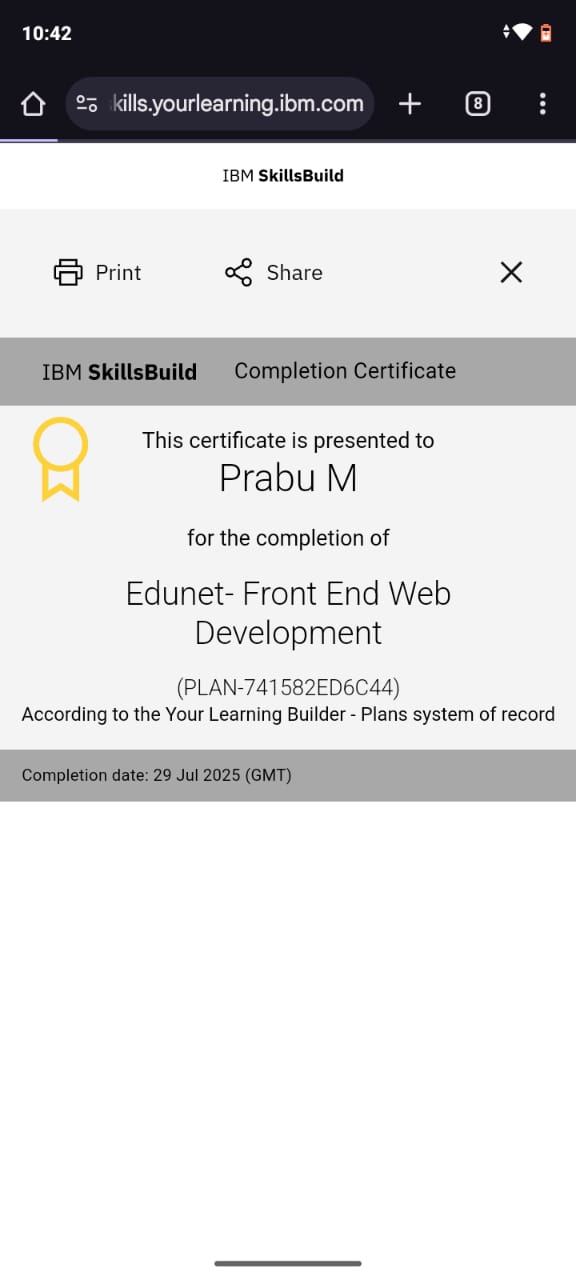 10:42
kills.yourlearning.ibm.com
8
IBM SkillsBuild
Print
Share
IBM SkillsBuild Completion Certificate
This certificate is presented to
Prabu M
for the completion of
Edunet- Front End Web
Development
(PLAN-741582ED6C44)
According to the Your Learning Builder - Plans system of record
Completion date: 29 Jul 2025 (GMT)